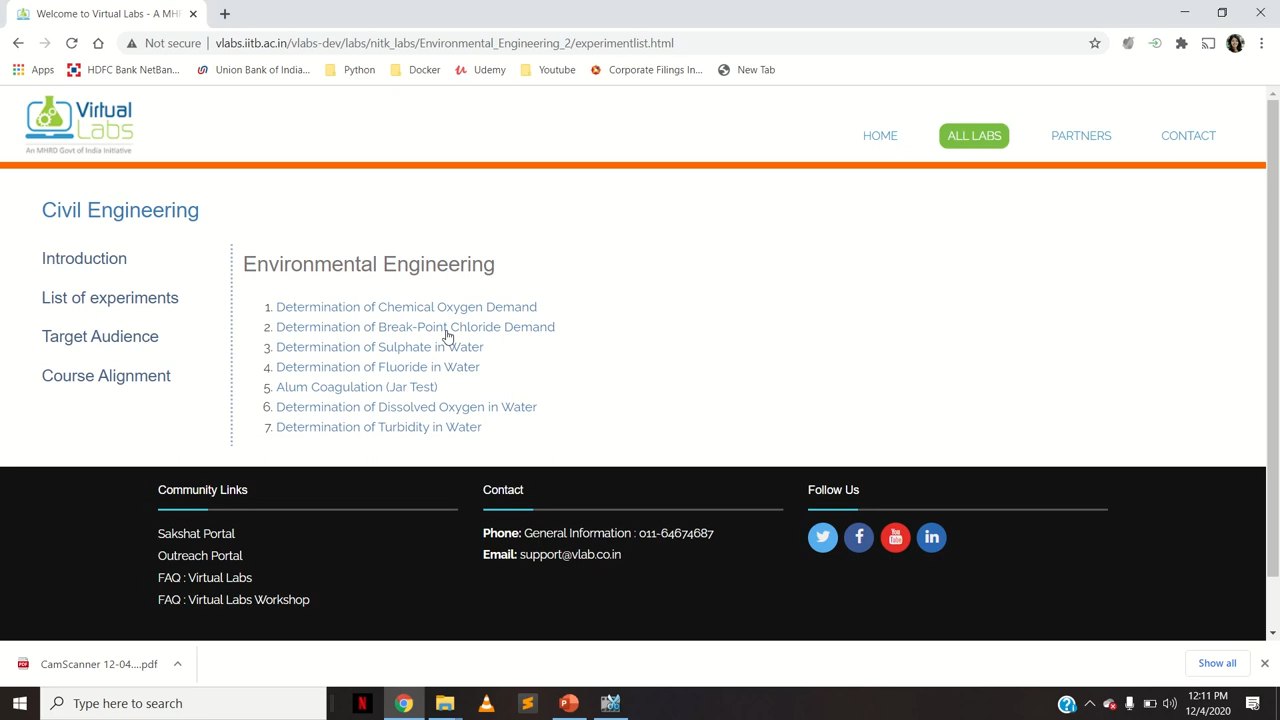 Welcome to Virtual Labs - A MHR
Not secure
vlabs.iitb.ac.in/vlabs-dev/labs/nitk_labs/Environmental_Engineering_2/experimentlist.html
Apps
HDFC Bank NetBan...
Union Bank of India...
Python
Docker
Udemy
Youtube
Corporate Filings In...
New Tab
Virtual
Labs
An MHRD Govt of India Initiative
HOME
ALL LABS
PARTNERS
CONTACT
Civil Engineering
Introduction
List of experiments
Target Audience
Course Alignment
Environmental Engineering
1. Determination of Chemical Oxygen Demand
2. Determination of Break-Point Chloride Demand
3. Determination of Sulphate in Water
4. Determination of Fluoride in Water
5. Alum Coagulation (Jar Test)
6. Determination of Dissolved Oxygen in Water
7. Determination of Turbidity in Water
Community Links
Sakshat Portal
Outreach Portal
FAQ : Virtual Labs
FAQ : Virtual Labs Workshop
Contact
Phone: General Information : 011-64674687
Email: support@vlab.co.in
Follow Us
You
Tube
CamScanner 12-04....pdf
Show all
Type here to search
12:11 PM
12/4/2020